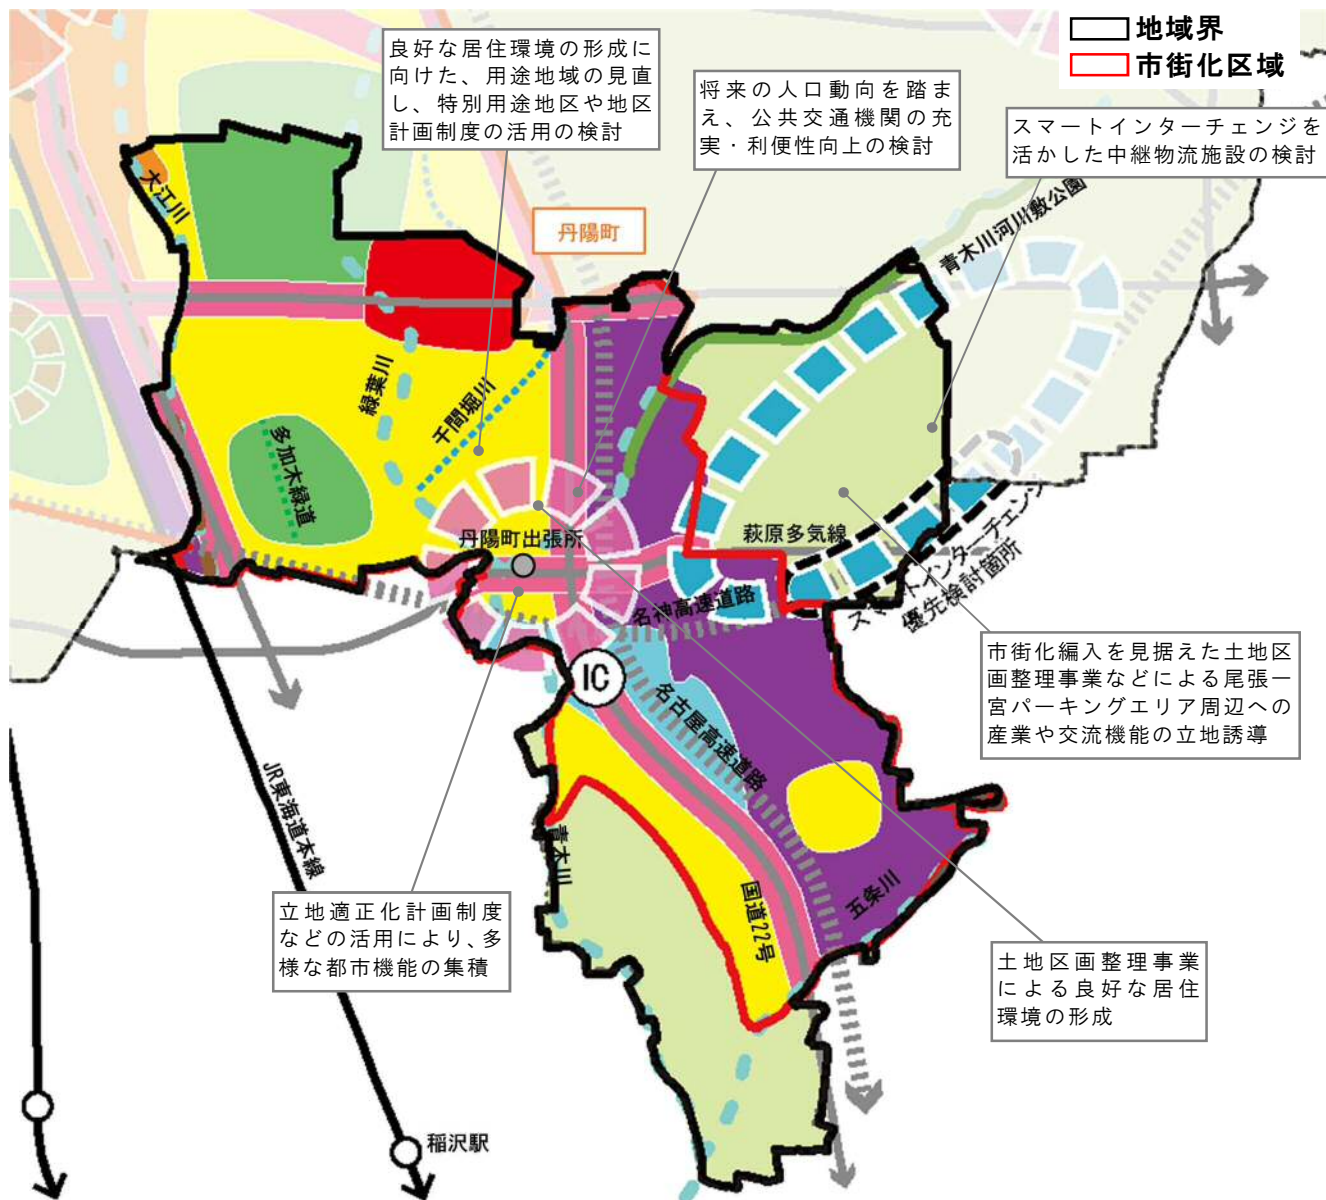 地域界
市街化区域
良好な居住環境の形成に
向けた、用途地域の見直
し、特別用途地区や地区
計画制度の活用の検討
将来の人口動向を踏ま
え、公共交通機関の充
実・利便性向上の検討
スマートインターチェンジを
活かした中継物流施設の検討
大江川
丹陽町
青木川河川敷公園
緑葉川
千間堀川
多加木緑道
丹陽町出張所
萩原多気線
スマートインターチェンジ
優先検討箇所
名神高速道路
IC
名古屋高速道路
市街化編入を見据えた土地区
画整理事業などによる尾張一
宮パーキングエリア周辺への
産業や交流機能の立地誘導
JR東海道本線
青木川
国道22号
五条川
立地適正化計画制度
などの活用により、多
様な都市機能の集積
土地区画整理事業
による良好な居住
環境の形成
稲沢駅